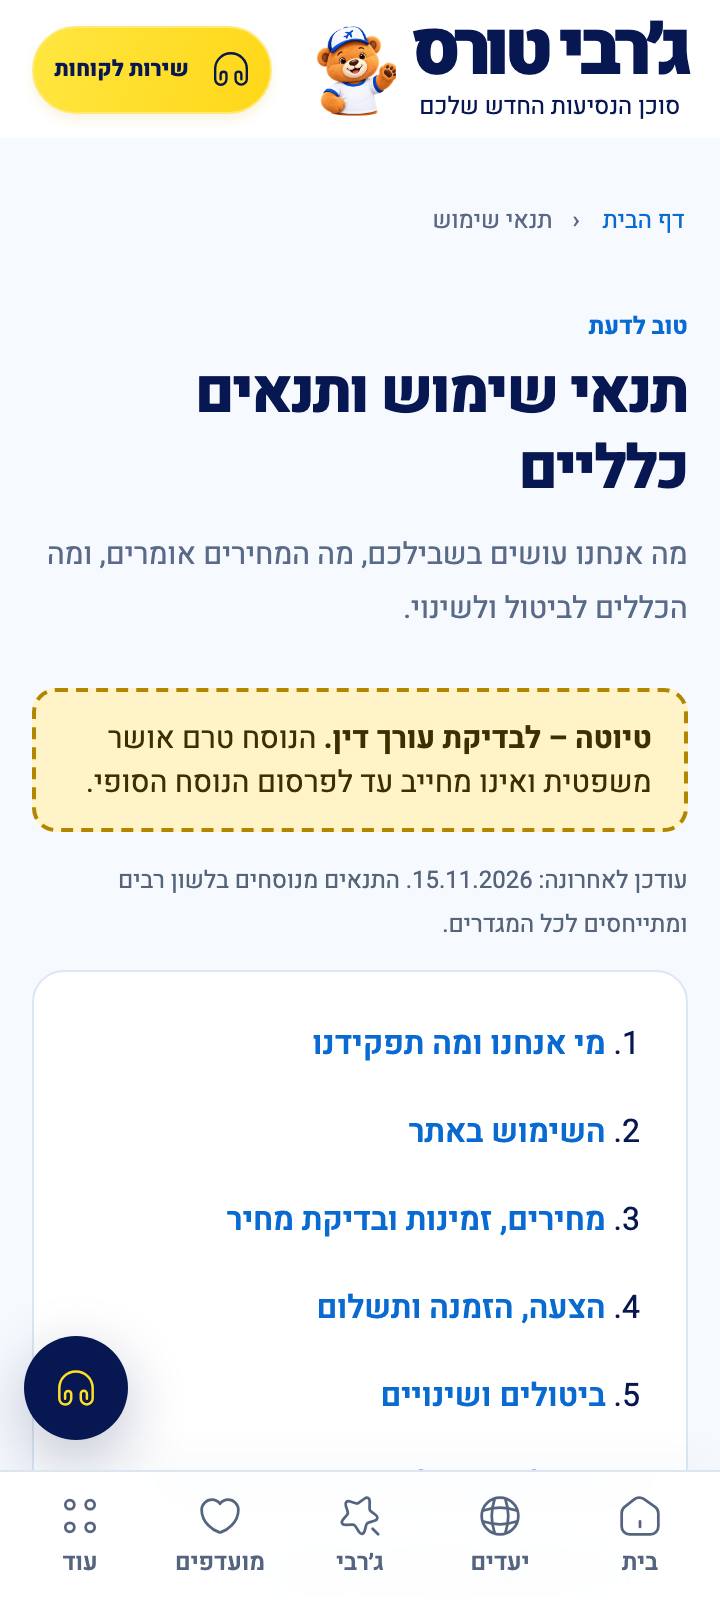 ג'רבי טורס
סוכן הנסיעות החדש שלכם
שירות לקוחות
דף הבית › תנאי שימוש
טוב לדעת
תנאי שימוש ותנאים
כלליים
מה אנחנו עושים בשבילכם, מה המחירים אומרים, ומה
הכללים לביטול ולשינוי.
טיוטה – לבדיקת עורך דין. הנוסח טרם אושר
משפטית ואינו מחייב עד לפרסום הנוסח הסופי.
עודכן לאחרונה: 15.11.2026. התנאים מנוסחים בלשון רבים
ומתייחסים לכל המגדרים.
1. מי אנחנו ומה תפקידנו
2. השימוש באתר
3. מחירים, זמינות ובדיקת מחיר
4. הצעה, הזמנה ותשלום
5. ביטולים ושינויים
בית
יעדים
ג'רבי
מועדפים
עוד